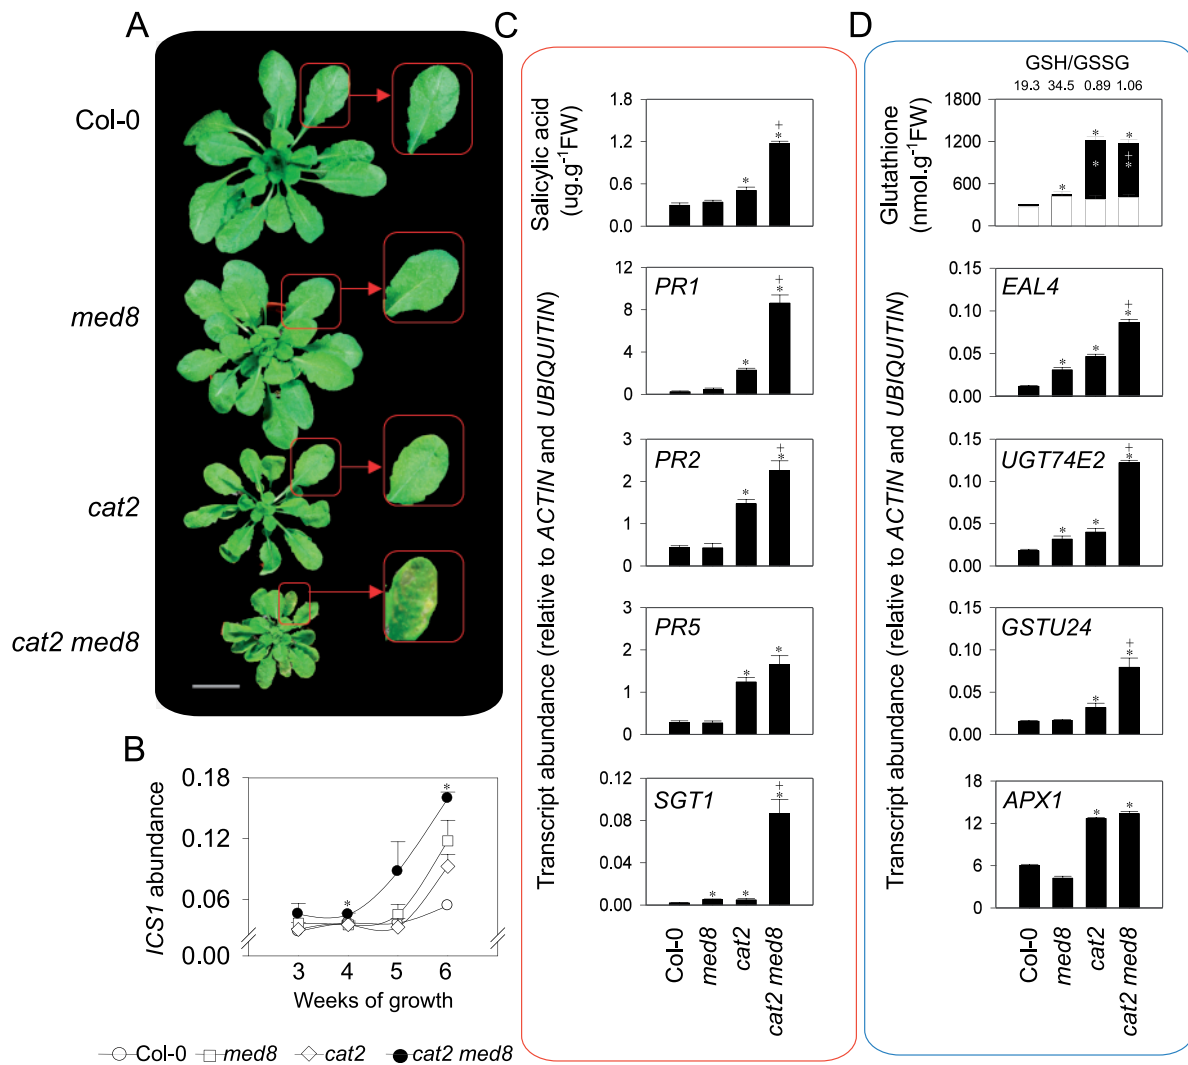 A
Col-0
med8
cat2
cat2 med8
B
ICS1 abundance
0.18
0.12
0.06
0.00
3 4 5 6
*
*
Weeks of growth
Col-0 med8 cat2 cat2 med8
C
Salicylic acid
(ug.g-1FW)
1.8
1.2
0.6
0.0
*
+
*
Transcript abundance (relative to ACTIN and UBIQUITIN)
PR1
12
8
4
0
*
+
*
PR2
3
2
1
0
*
+
*
PR5
3
2
1
0
*
*
SGT1
0.12
0.08
0.04
0.00
*
*
+
*
Col-0
med8
cat2
cat2 med8
D
GSH/GSSG
19.3 34.5 0.89 1.06
Glutathione
(nmol.g-1FW)
1800
1200
600
0
*
*
*
*
+
*
Transcript abundance (relative to ACTIN and UBIQUITIN)
EAL4
0.15
0.10
0.05
0.00
*
*
+
*
UGT74E2
0.15
0.10
0.05
0.00
*
*
+
*
GSTU24
0.15
0.10
0.05
0.00
*
+
*
APX1
18
12
6
0
*
*
Col-0
med8
cat2
cat2 med8